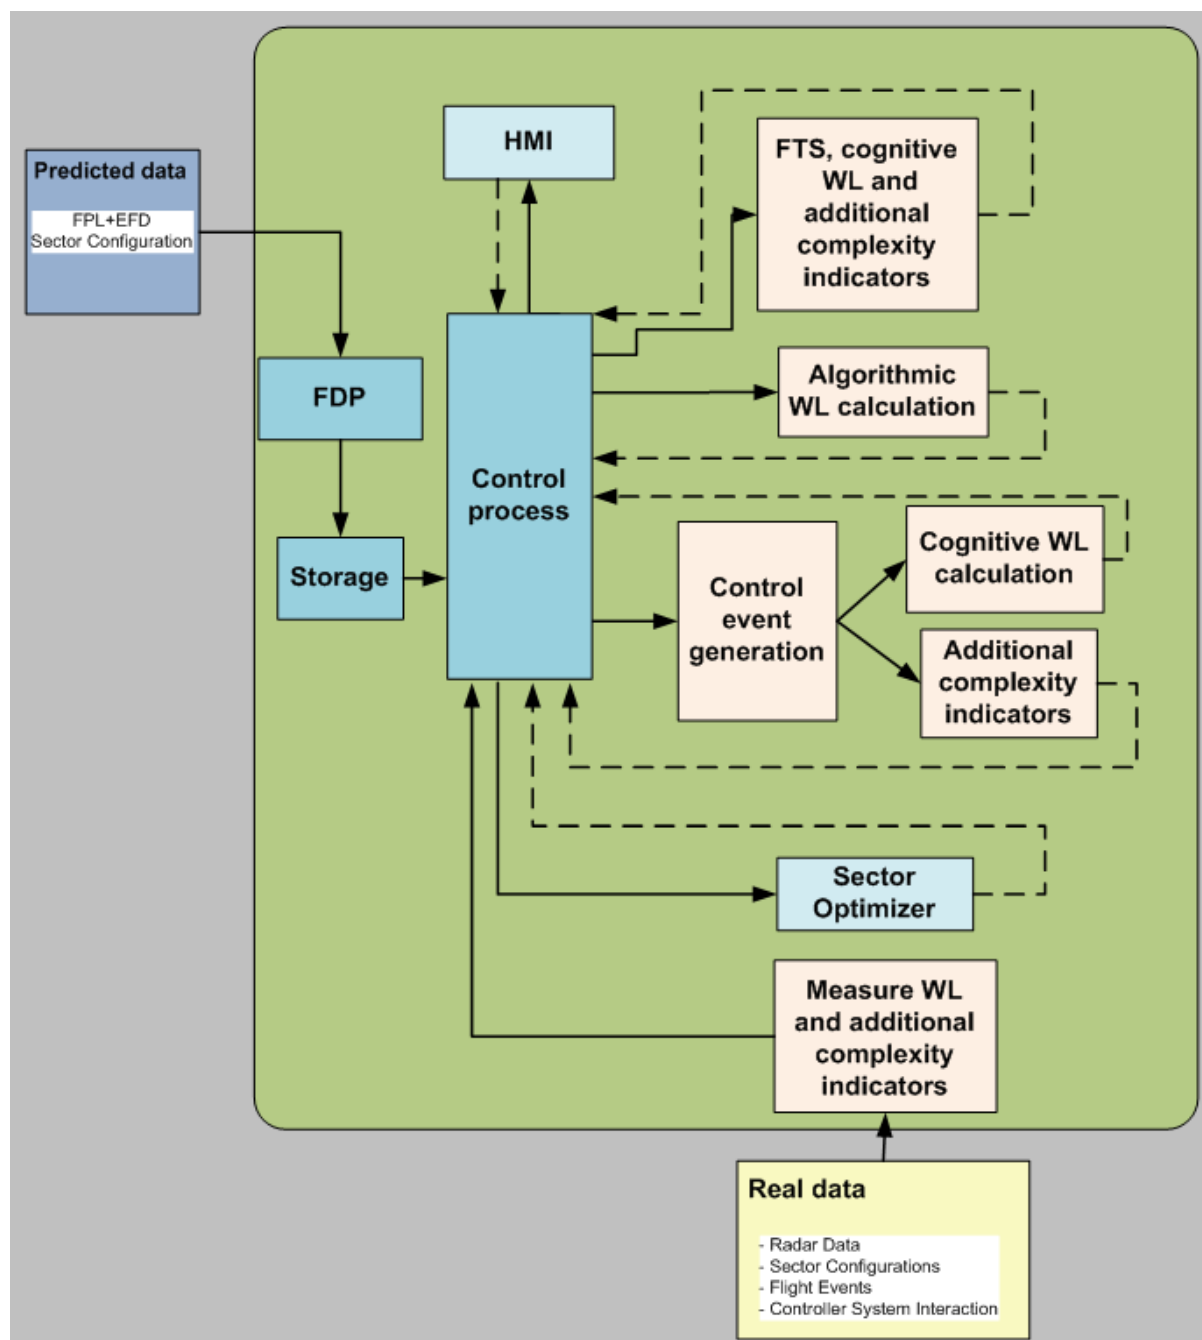 HMI
FTS, cognitive
WL and
additional
complexity
indicators
Predicted data
FPL+EFD
Sector Configuration
FDP
Algorithmic
WL calculation
Control
process
Storage
Control
event
generation
Cognitive WL
calculation
Additional
complexity
indicators
Sector
Optimizer
Measure WL
and additional
complexity
indicators
Real data
- Radar Data
- Sector Configurations
- Flight Events
- Controller System Interaction